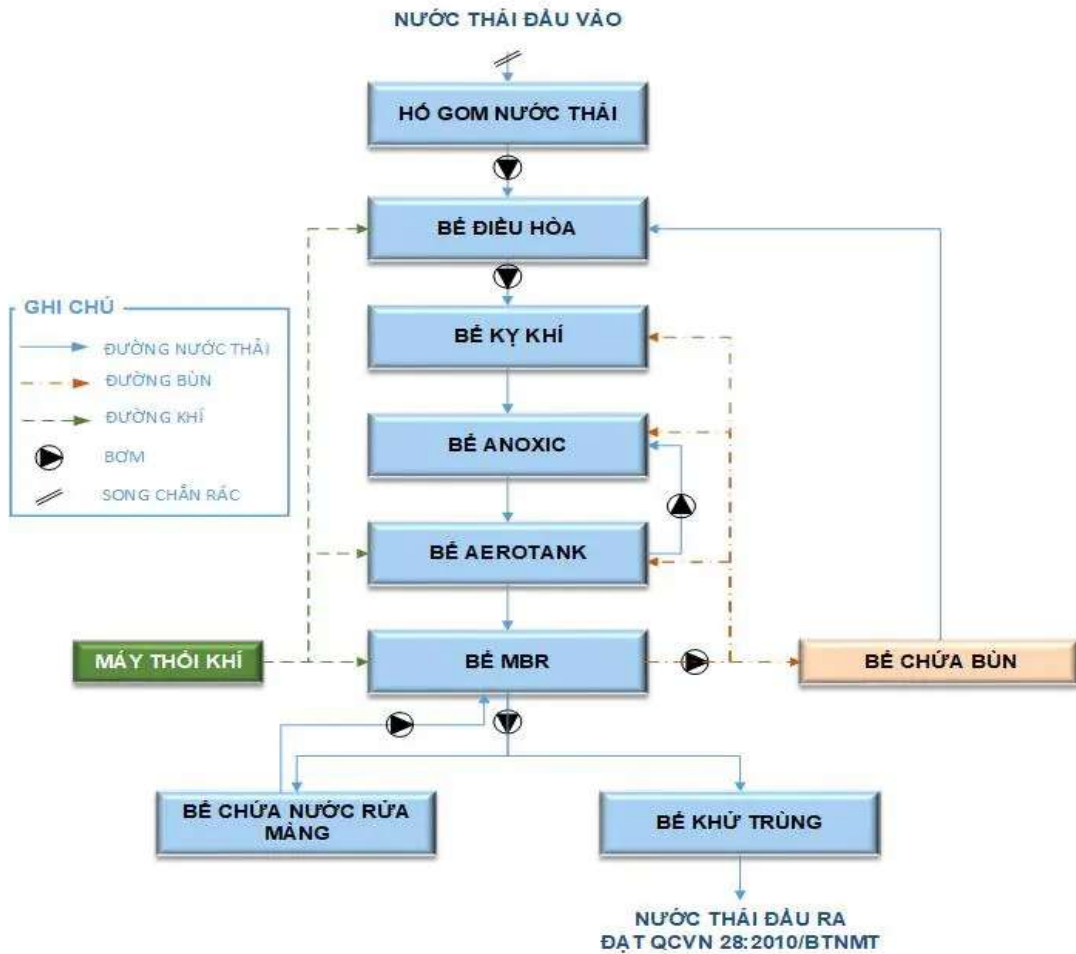 NƯỚC THẢI ĐẦU VÀO
HỐ GOM NƯỚC THẢI
BỂ ĐIỀU HÒA
GHI CHÚ
ĐƯỜNG NƯỚC THẢI
ĐƯỜNG BÙN
ĐƯỜNG KHÍ
BƠM
SONG CHẮN RÁC
BỂ KỴ KHÍ
BỂ ANOXIC
BỂ AEROTANK
MÁY THỔI KHÍ
BỂ MBR
BỂ CHỨA BÙN
BỂ CHỨA NƯỚC RỬA
MÀNG
BỂ KHỬ TRÙNG
NƯỚC THẢI ĐẦU RA
ĐẠT QCVN 28:2010/BTNMT